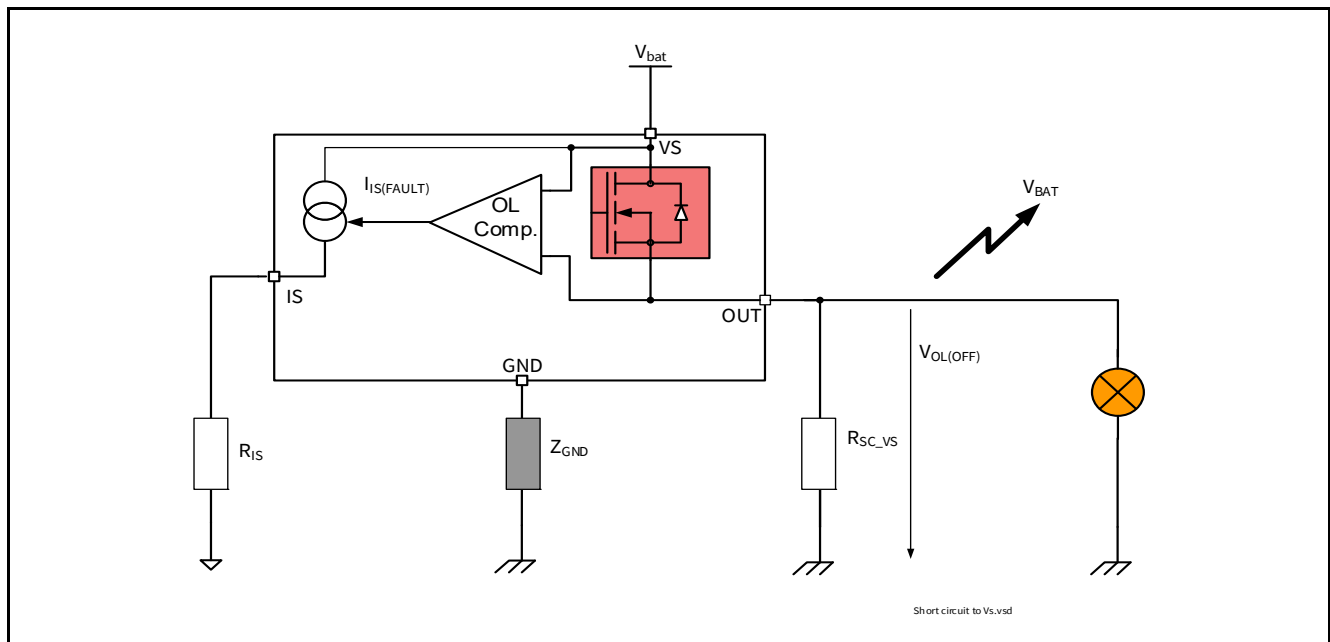 Vbat
VS
IIS(FAULT)
OL
Comp.
VBAT
IS
OUT
VOL(OFF)
GND
RIS
ZGND
RSC_VS
Short circuit to Vs.vsd